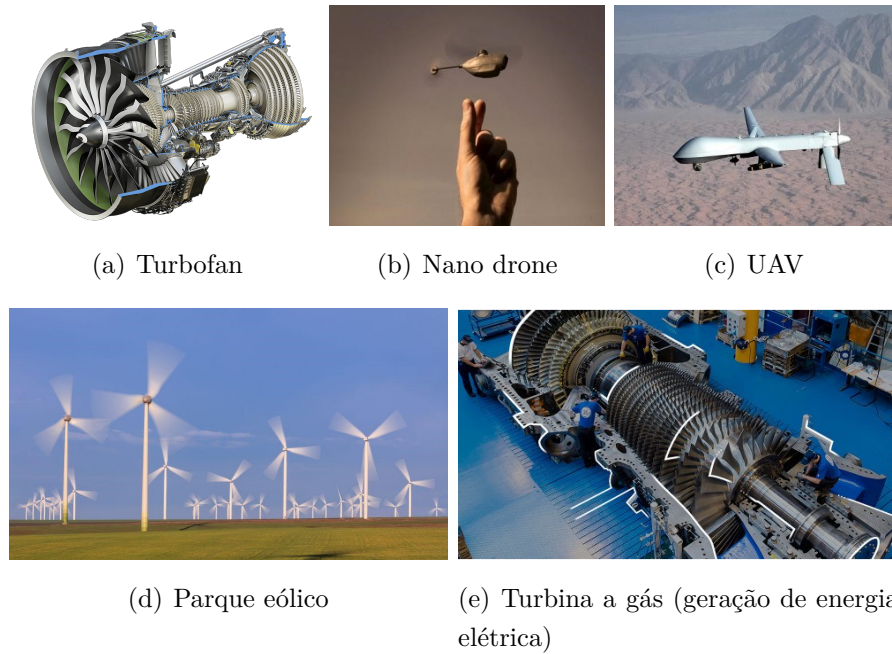 (a) Turbofan
(b) Nano drone
(c) UAV
(d) Parque eólico
(e) Turbina a gás (geração de energia
elétrica)